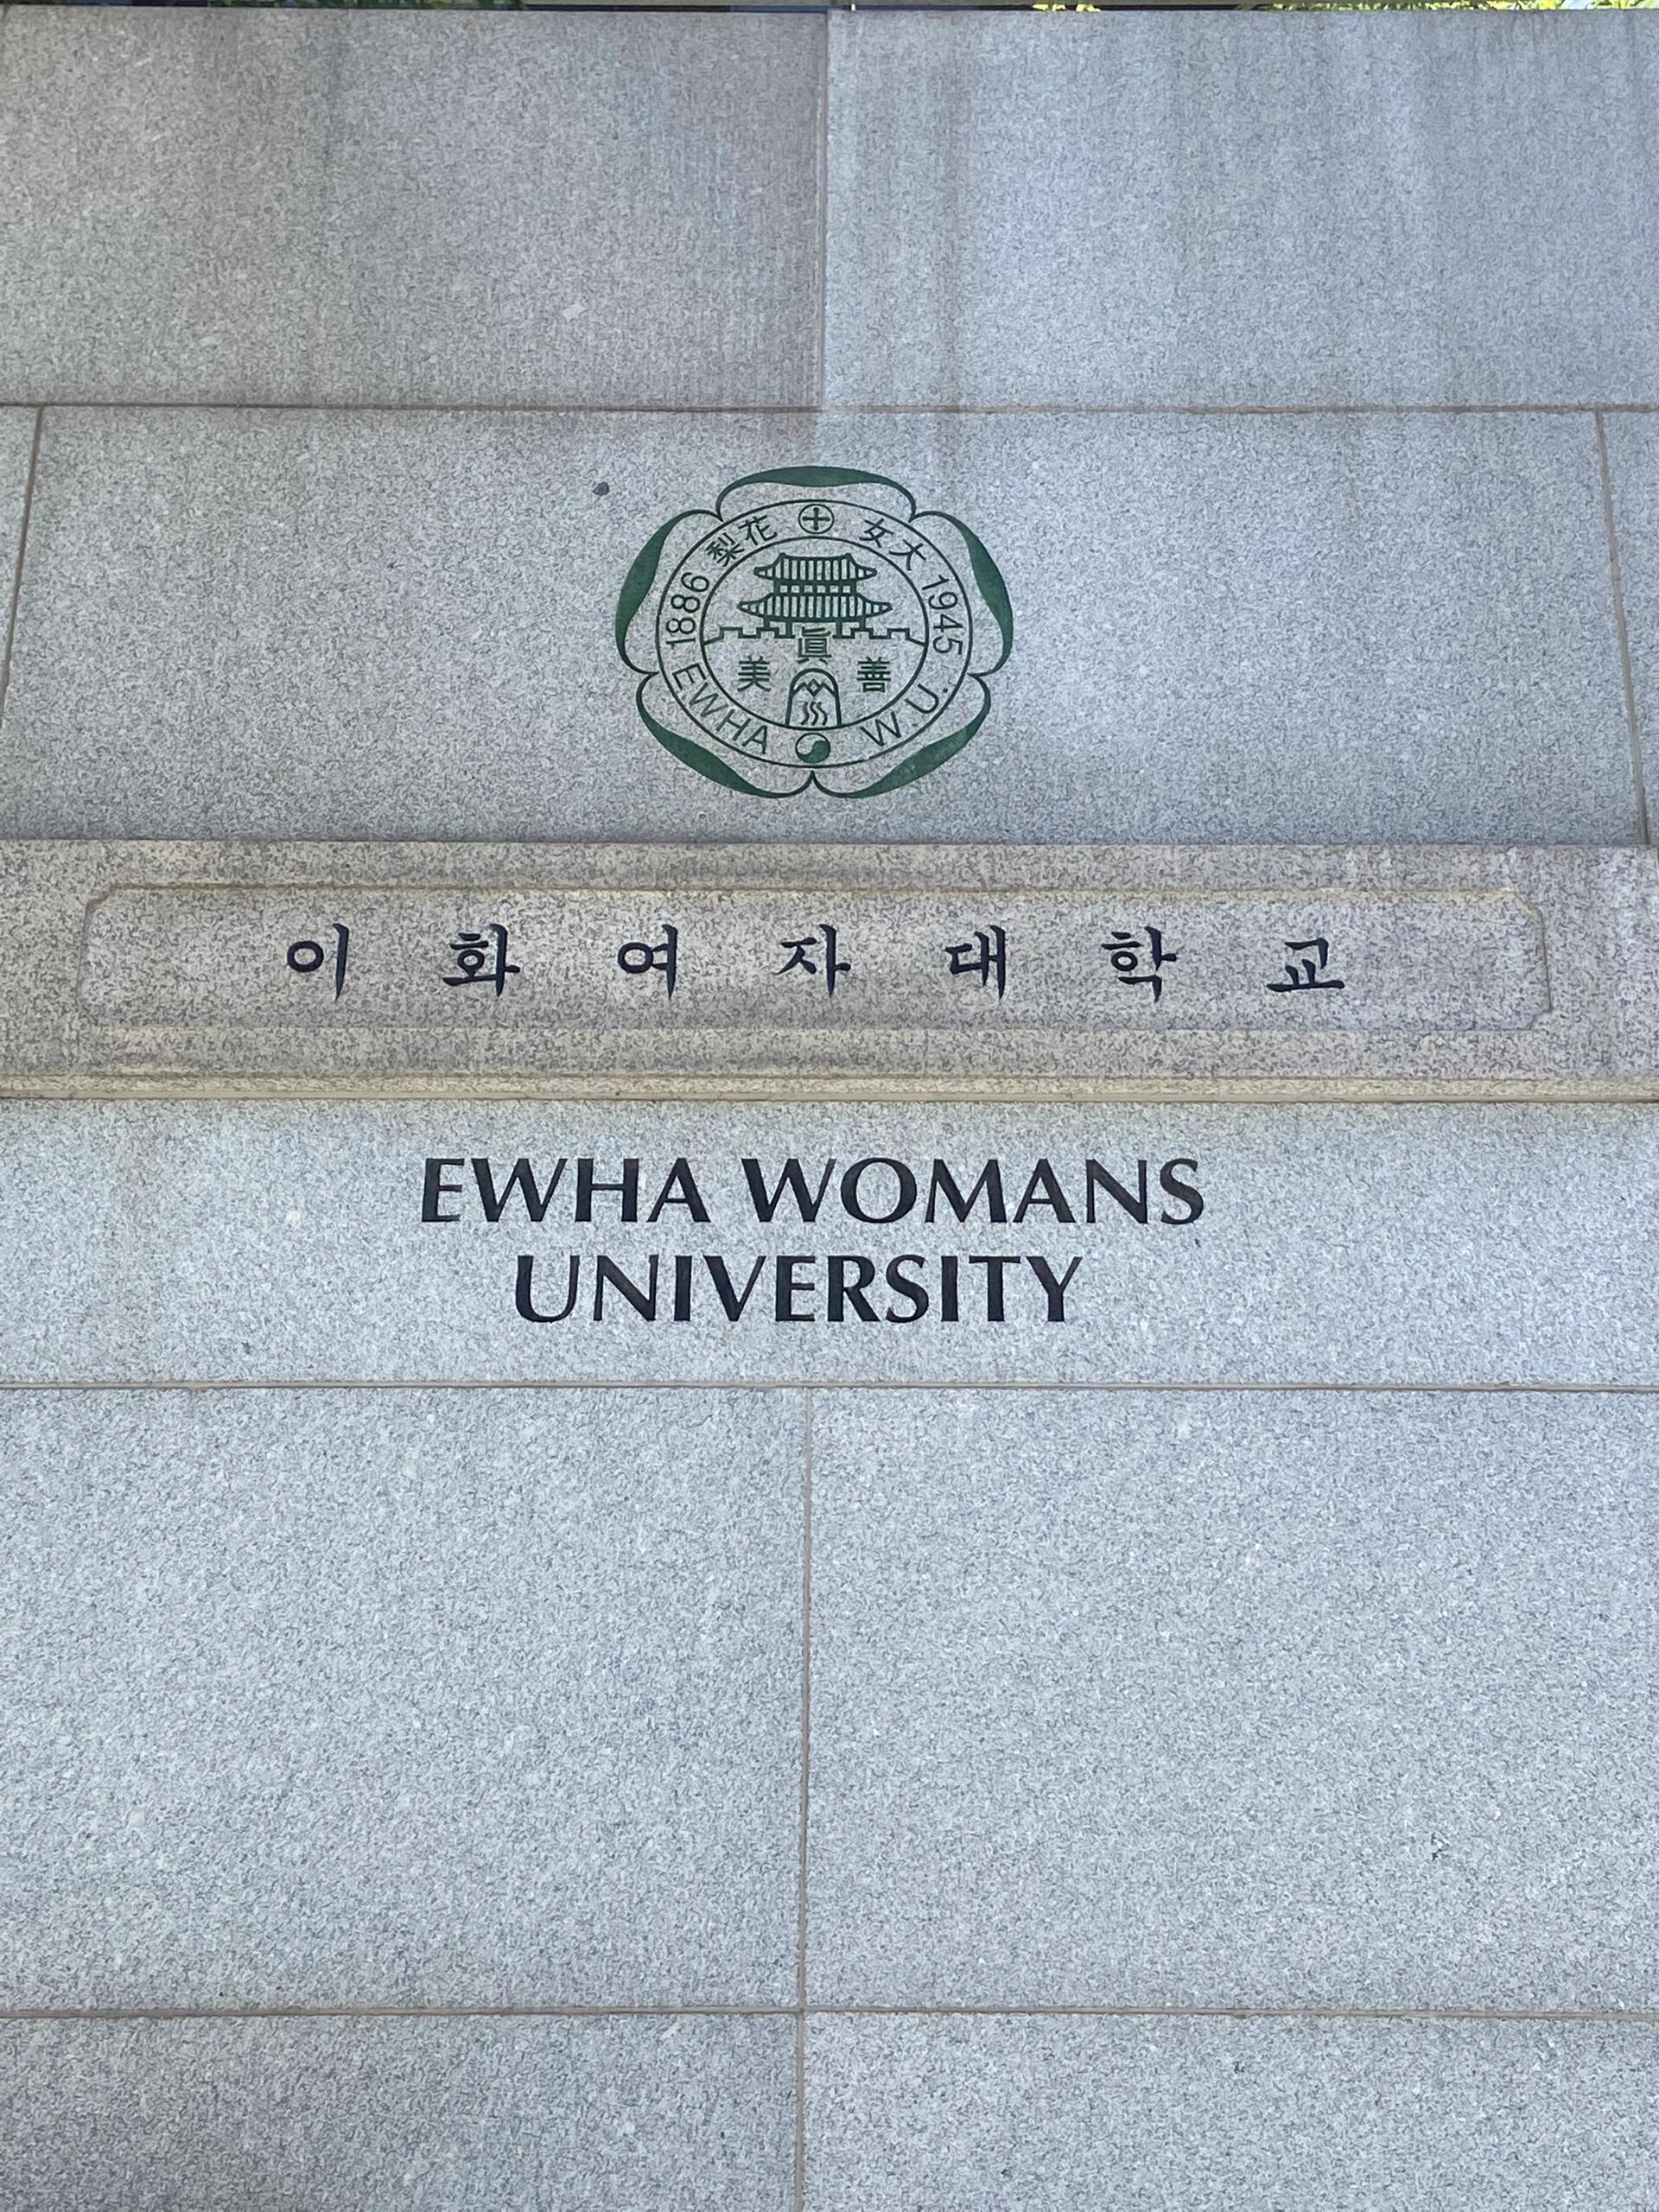 梨花 女大
1886 1945
眞
美 善
EWHA W.U.
이화여자대학교
EWHA WOMANS
UNIVERSITY